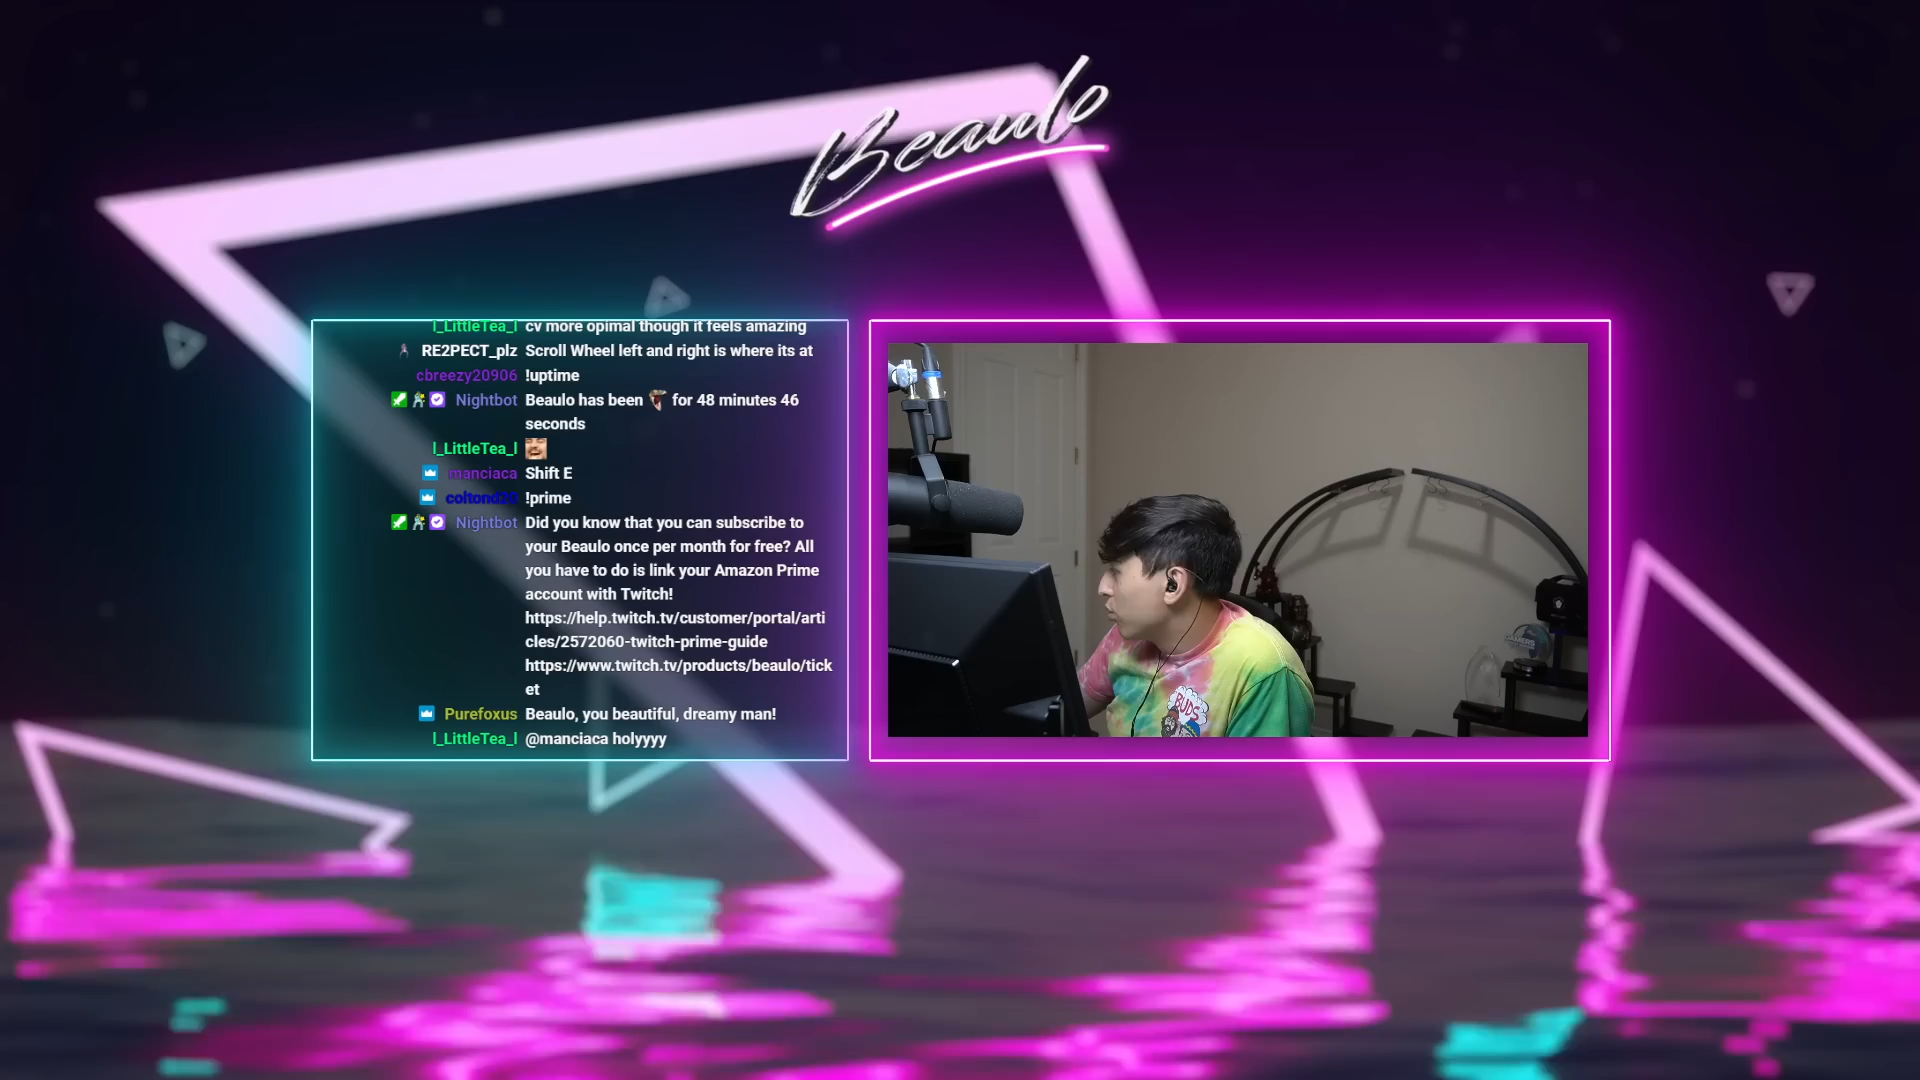 Beaulo
l_LittleTea_l cv more opimal though it feels amazing
RE2PECT_plz Scroll Wheel left and right is where its at
cbreezy20906 !uptime
Nightbot Beaulo has been for 48 minutes 46
seconds
l_LittleTea_l
manciaca Shift E
coltond20 !prime
Nightbot Did you know that you can subscribe to
your Beaulo once per month for free? All
you have to do is link your Amazon Prime
account with Twitch!
https://help.twitch.tv/customer/portal/arti
cles/2572060-twitch-prime-guide
https://www.twitch.tv/products/beaulo/tick
et
Purefoxus Beaulo, you beautiful, dreamy man!
l_LittleTea_l @manciaca holyyyy
BUDS